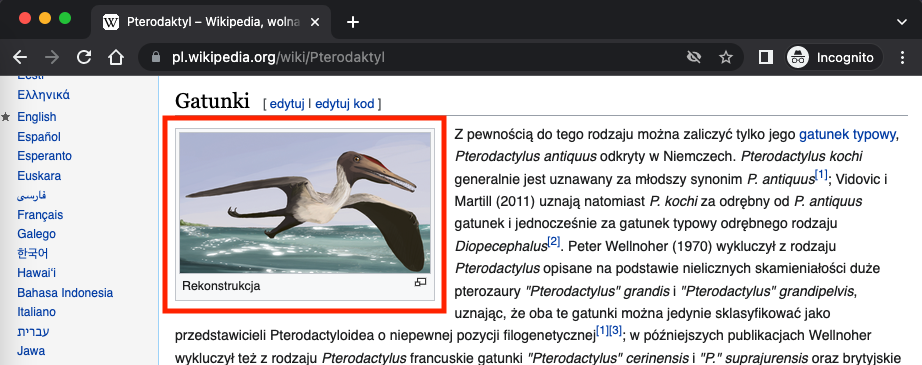 Pterodaktyl – Wikipedia, wolna
pl.wikipedia.org/wiki/Pterodaktyl
Incognito
Eesti
Ελληνικά
English
Español
Esperanto
Euskara
فارسی
Français
Galego
한국어
Hawaiʻi
Bahasa Indonesia
Italiano
עברית
Jawa
Gatunki [ edytuj | edytuj kod ]
Rekonstrukcja
Z pewnością do tego rodzaju można zaliczyć tylko jego gatunek typowy,
Pterodactylus antiquus odkryty w Niemczech. Pterodactylus kochi
generalnie jest uznawany za młodszy synonim P. antiquus[1]; Vidovic i
Martill (2011) uznają natomiast P. kochi za odrębny od P. antiquus
gatunek i jednocześnie za gatunek typowy odrębnego rodzaju
Diopecephalus[2]. Peter Wellnoher (1970) wykluczył z rodzaju
Pterodactylus opisane na podstawie nielicznych skamieniałości duże
pterozaury "Pterodactylus" grandis i "Pterodactylus" grandipelvis,
uznając, że oba te gatunki można jedynie sklasyfikować jako
przedstawicieli Pterodactyloidea o niepewnej pozycji filogenetycznej[1][3]; w późniejszych publikacjach Wellnoher
wykluczył też z rodzaju Pterodactylus francuskie gatunki "Pterodactylus" cerinensis i "P." suprajurensis oraz brytyjskie